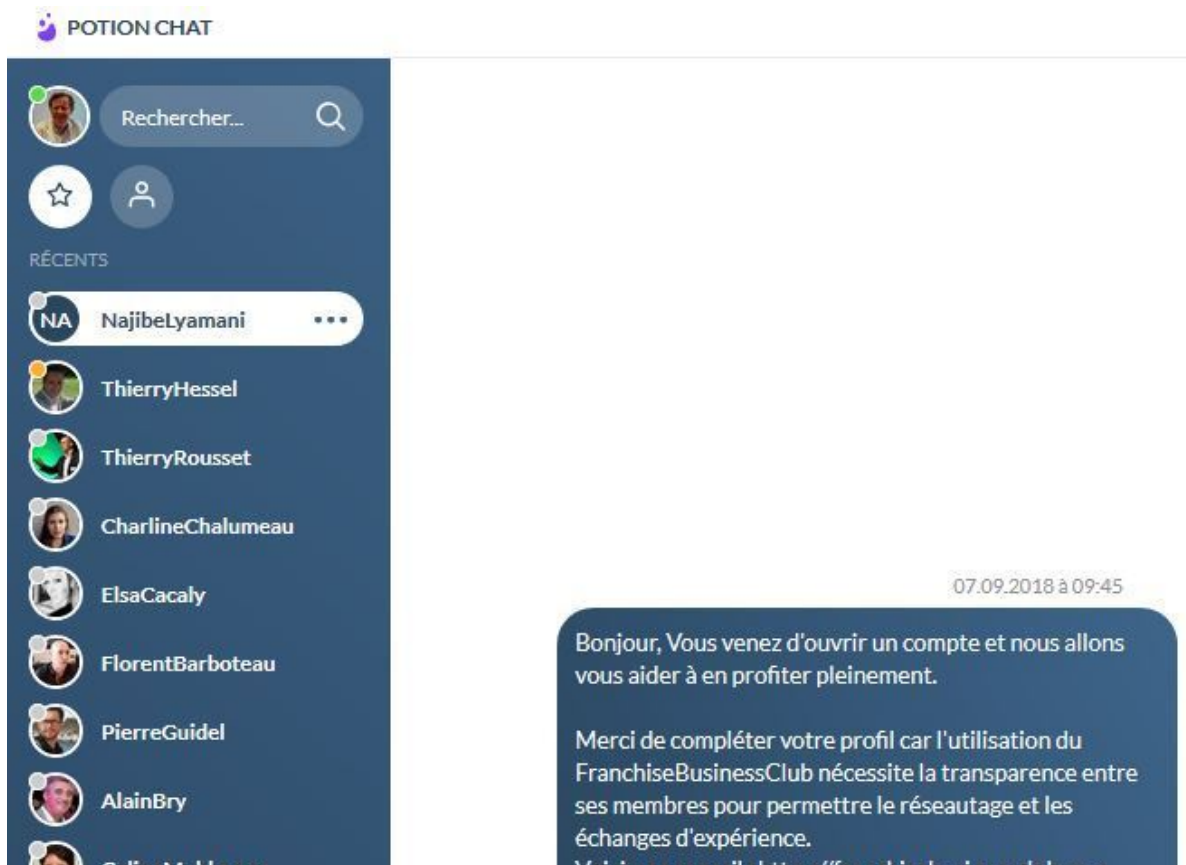 POTION CHAT
Rechercher...
RÉCENTS
NA NajibeLyamani
ThierryHessel
ThierryRousset
CharlineChalumeau
ElsaCacaly
FlorentBarboteau
PierreGuidel
AlainBry
07.09.2018 à 09:45
Bonjour, Vous venez d'ouvrir un compte et nous allons
vous aider à en profiter pleinement.
Merci de compléter votre profil car l'utilisation du
FranchiseBusinessClub nécessite la transparence entre
ses membres pour permettre le réseautage et les
échanges d'expérience.